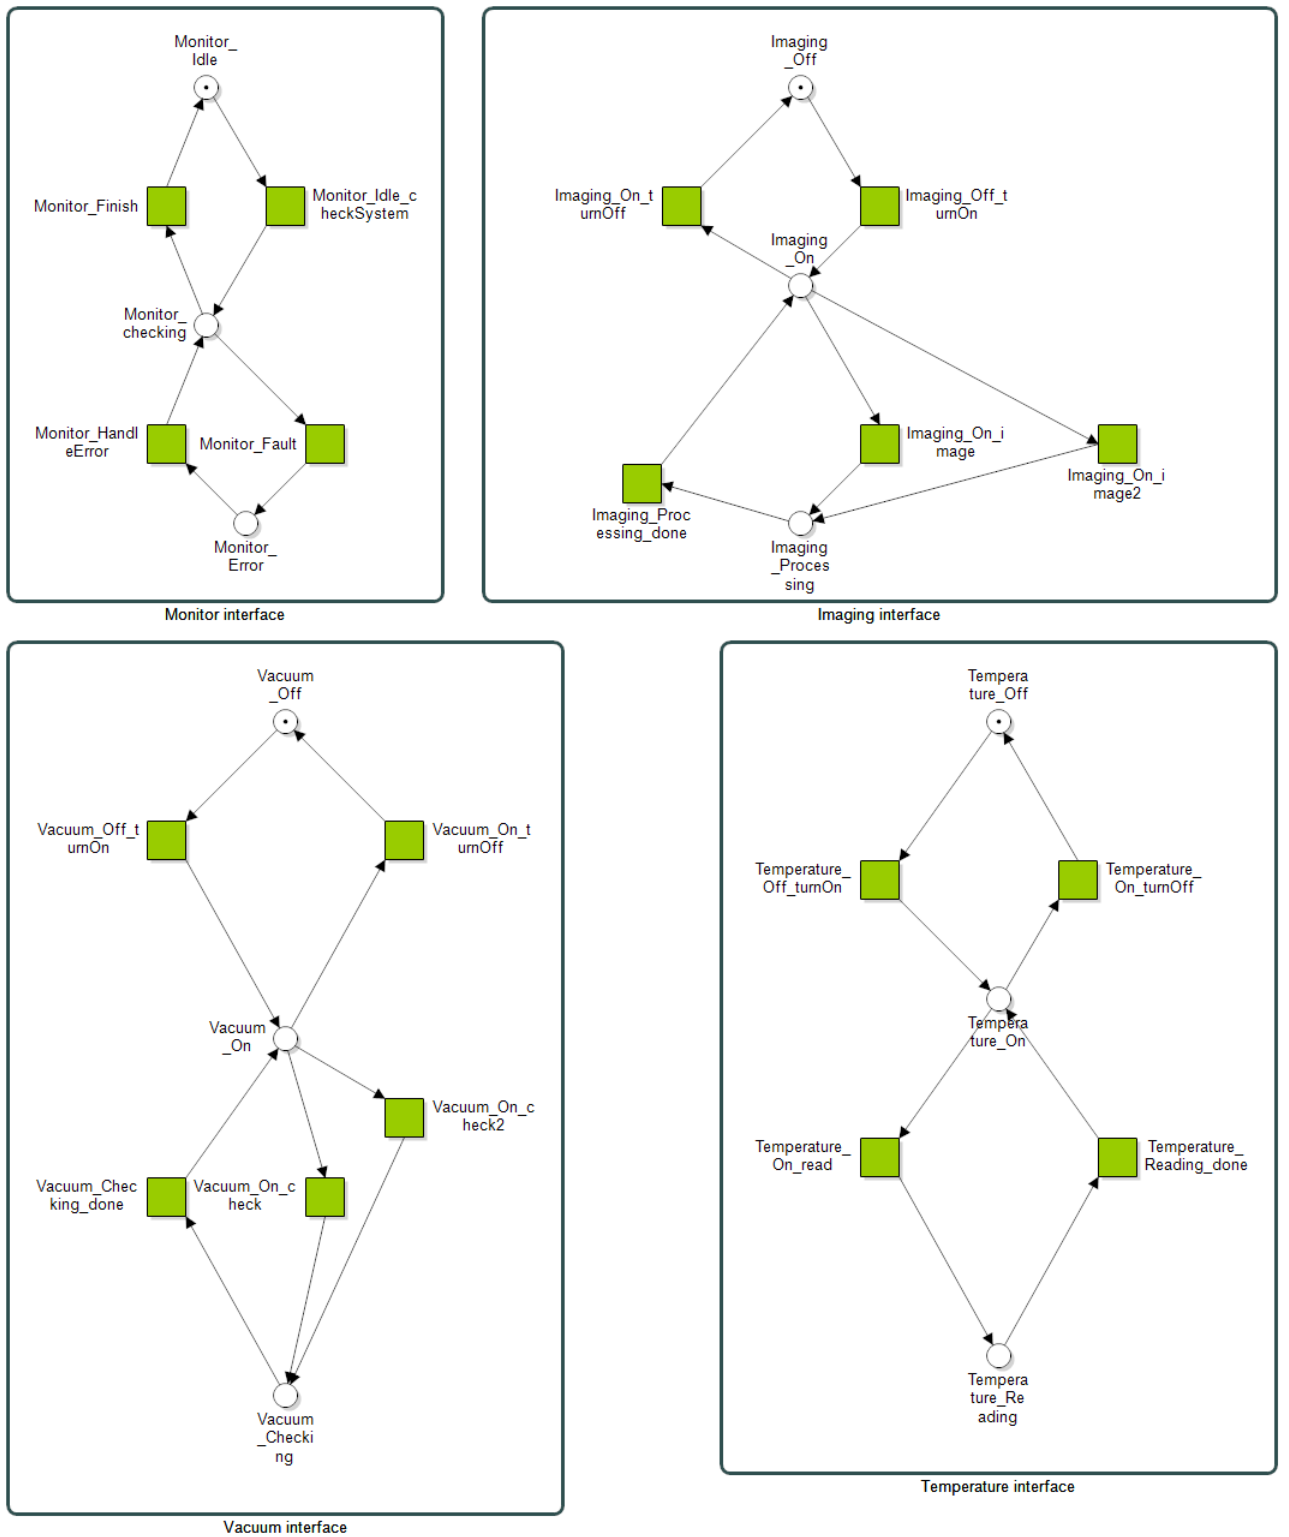 Monitor_
Idle
Monitor_Finish
Monitor_Idle_c
heckSystem
Monitor_
checking
Monitor_Handl
eError
Monitor_Fault
Monitor_
Error
Monitor interface
Imaging
_Off
Imaging_On_t
urnOff
Imaging_Off_t
urnOn
Imaging
_On
Imaging_On_i
mage
Imaging_On_i
mage2
Imaging_Proc
essing_done
Imaging
_Proces
sing
Imaging interface
Vacuum
_Off
Vacuum_Off_t
urnOn
Vacuum_On_t
urnOff
Vacuum
_On
Vacuum_On_c
heck2
Vacuum_Chec
king_done
Vacuum_On_c
heck
Vacuum
_Checki
ng
Vacuum interface
Tempera
ture_Off
Temperature_
Off_turnOn
Temperature_
On_turnOff
Tempera
ture_On
Temperature_
On_read
Temperature_
Reading_done
Tempera
ture_Re
ading
Temperature interface